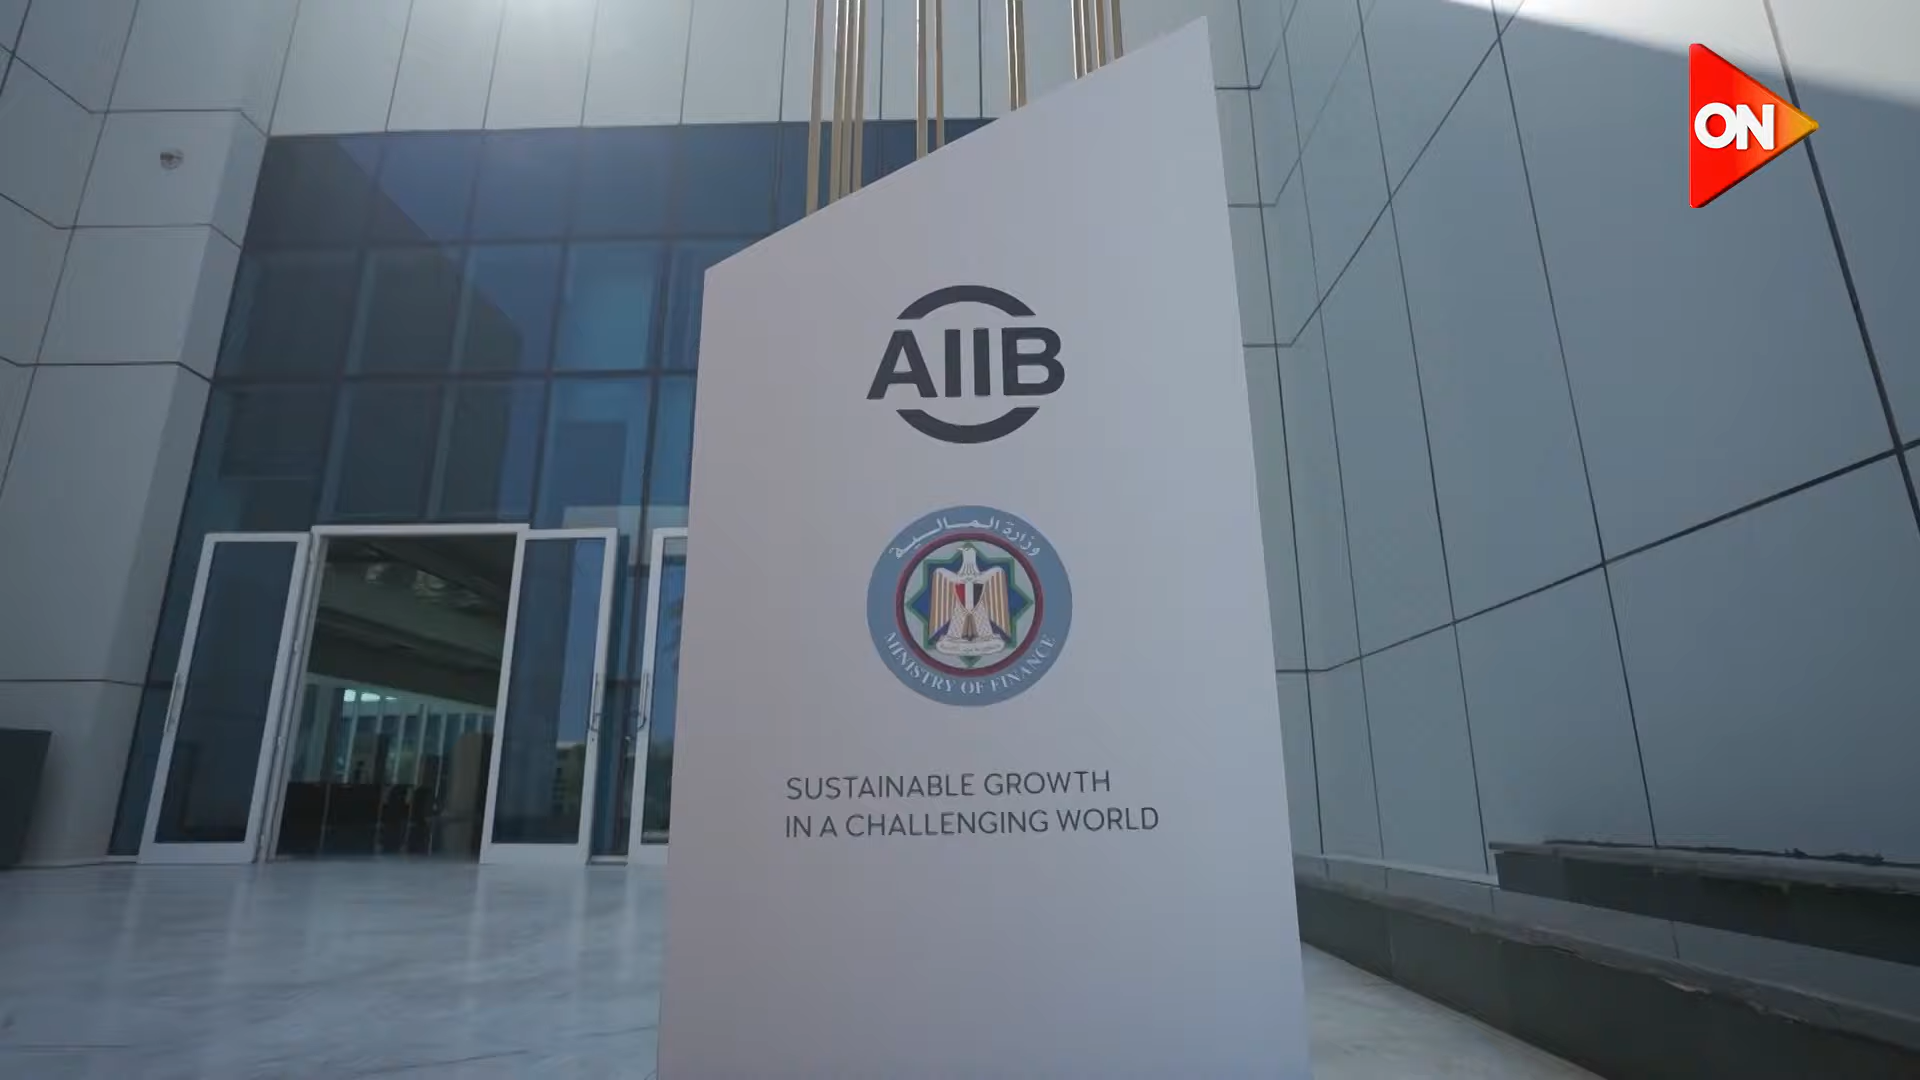 ON
AIIB
وزارة المالية
MINISTRY OF FINANCE
SUSTAINABLE GROWTH
IN A CHALLENGING WORLD